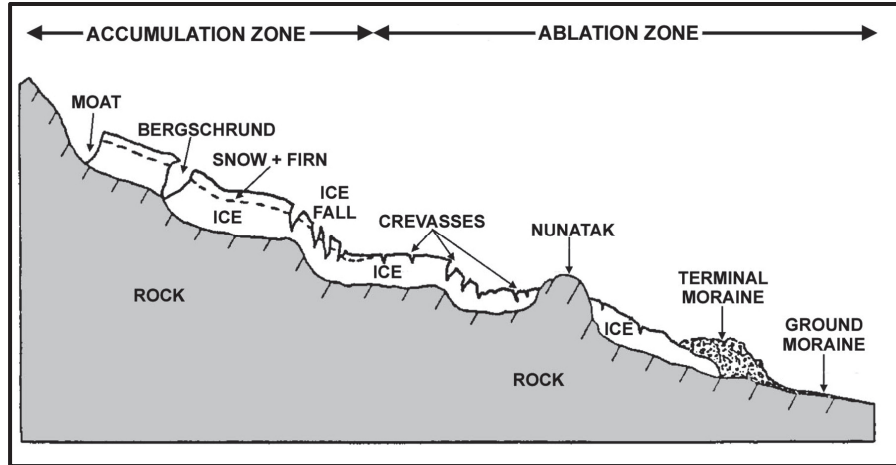 ACCUMULATION ZONE
ABLATION ZONE
MOAT
BERGSCHRUND
SNOW + FIRN
ICE
FALL
ICE
CREVASSES
ICE
NUNATAK
TERMINAL
MORAINE
ICE
GROUND
MORAINE
ROCK
ROCK